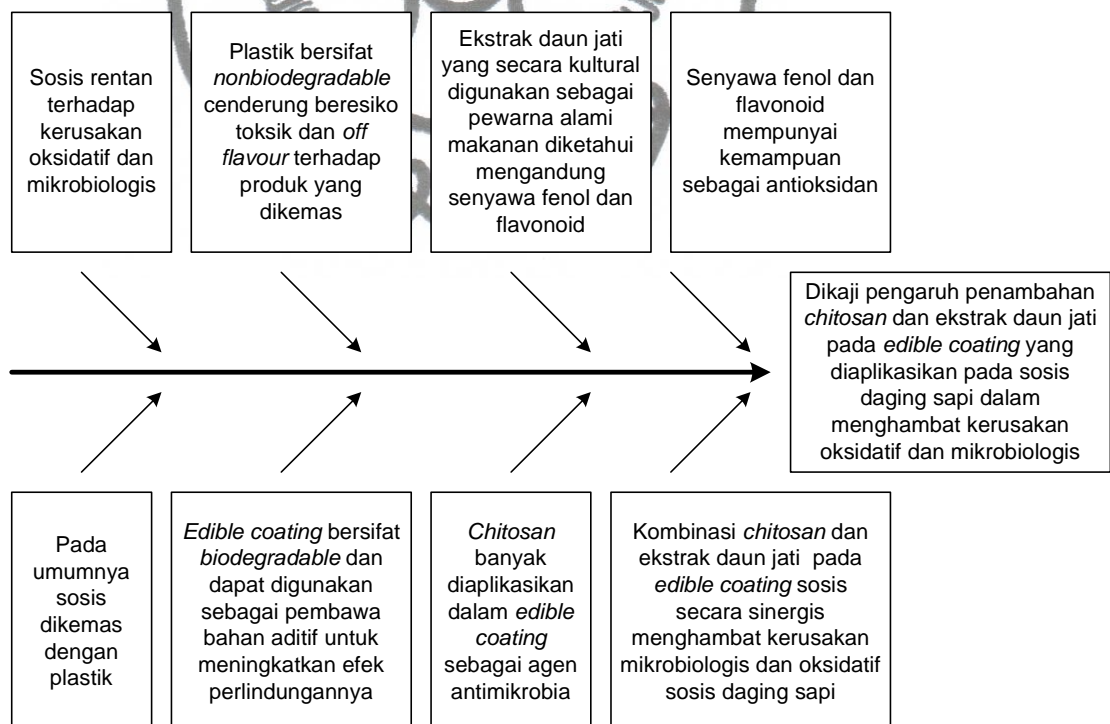 Sosis rentan
terhadap
kerusakan
oksidatif dan
mikrobiologis
Plastik bersifat
nonbiodegradable
cenderung beresiko
toksik dan off
flavour terhadap
produk yang
dikemas
Ekstrak daun jati
yang secara kultural
digunakan sebagai
pewarna alami
makanan diketahui
mengandung
senyawa fenol dan
flavonoid
Senyawa fenol dan
flavonoid
mempunyai
kemampuan
sebagai antioksidan
Dikaji pengaruh penambahan
chitosan dan ekstrak daun jati
pada edible coating yang
diaplikasikan pada sosis
daging sapi dalam
menghambat kerusakan
oksidatif dan mikrobiologis
Pada
umumnya
sosis
dikemas
dengan
plastik
Edible coating bersifat
biodegradable dan
dapat digunakan
sebagai pembawa
bahan aditif untuk
meningkatkan efek
perlindungannya
Chitosan
banyak
diaplikasikan
dalam edible
coating
sebagai agen
antimikrobia
Kombinasi chitosan dan
ekstrak daun jati pada
edible coating sosis
secara sinergis
menghambat kerusakan
mikrobiologis dan oksidatif
sosis daging sapi